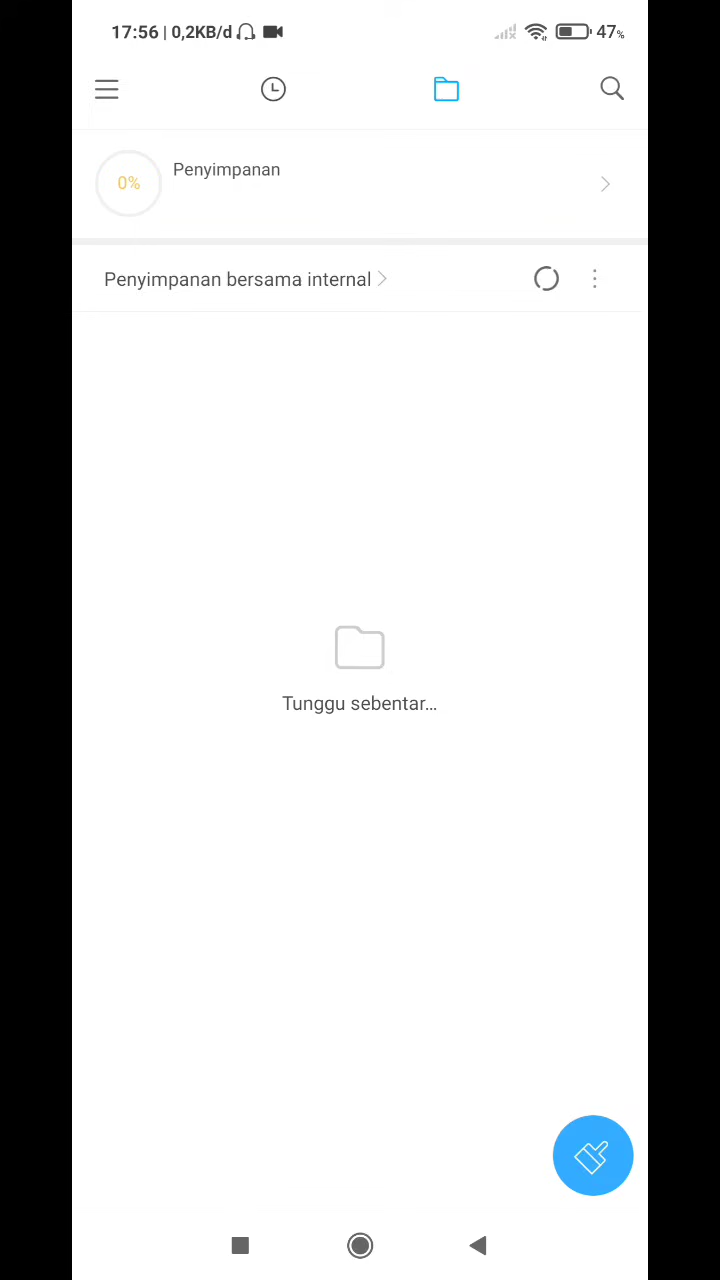 17:56 | 0,2KB/d 47%
0% Penyimpanan
Penyimpanan bersama internal
Tunggu sebentar...